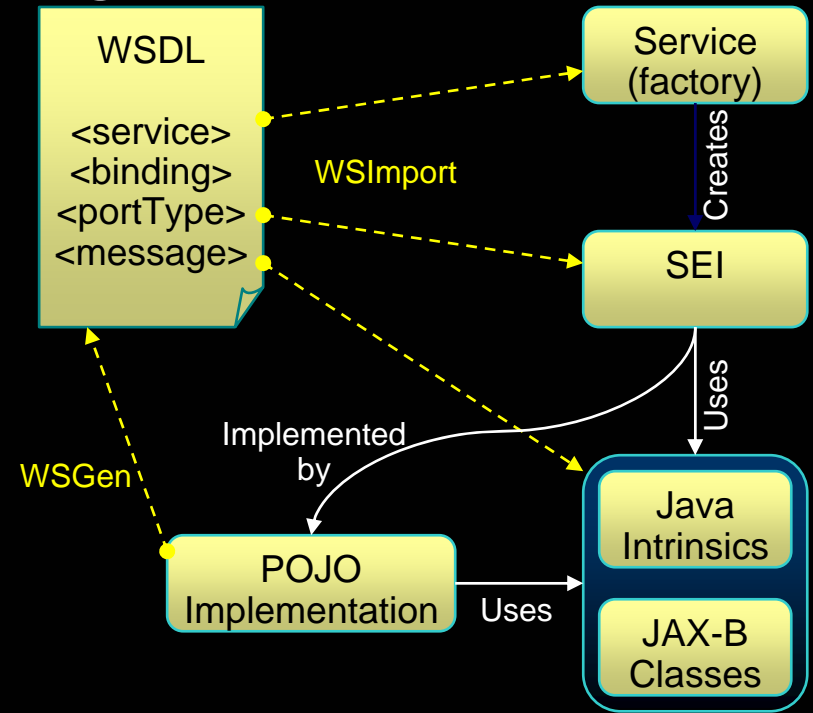 WSDL
<service>
<binding>
<portType>
<message>
Service
(factory)
WSImport
Creates
SEI
Uses
Implemented
by
WSGen
POJO
Implementation
Uses
Java
Intrinsics
JAX-B
Classes